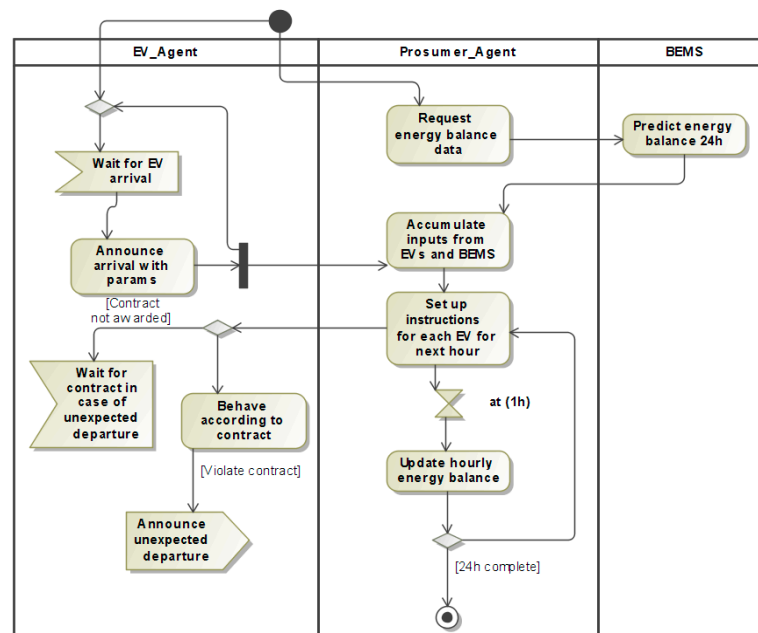 EV_Agent
Prosumer_Agent
BEMS
Request
energy balance
data
Predict energy
balance 24h
Wait for EV
arrival
Announce
arrival with
params
Accumulate
inputs from
EVs and BEMS
[Contract
not awarded]
Set up
instructions
for each EV for
next hour
Wait for
contract in
case of
unexpected
departure
Behave
according to
contract
at (1h)
[Violate contract]
Update hourly
energy balance
Announce
unexpected
departure
[24h complete]